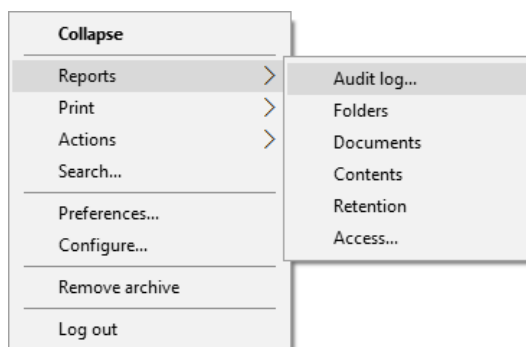 Collapse
Reports
Print
Actions
Search...
Preferences...
Configure...
Remove archive
Log out
Audit log...
Folders
Documents
Contents
Retention
Access...